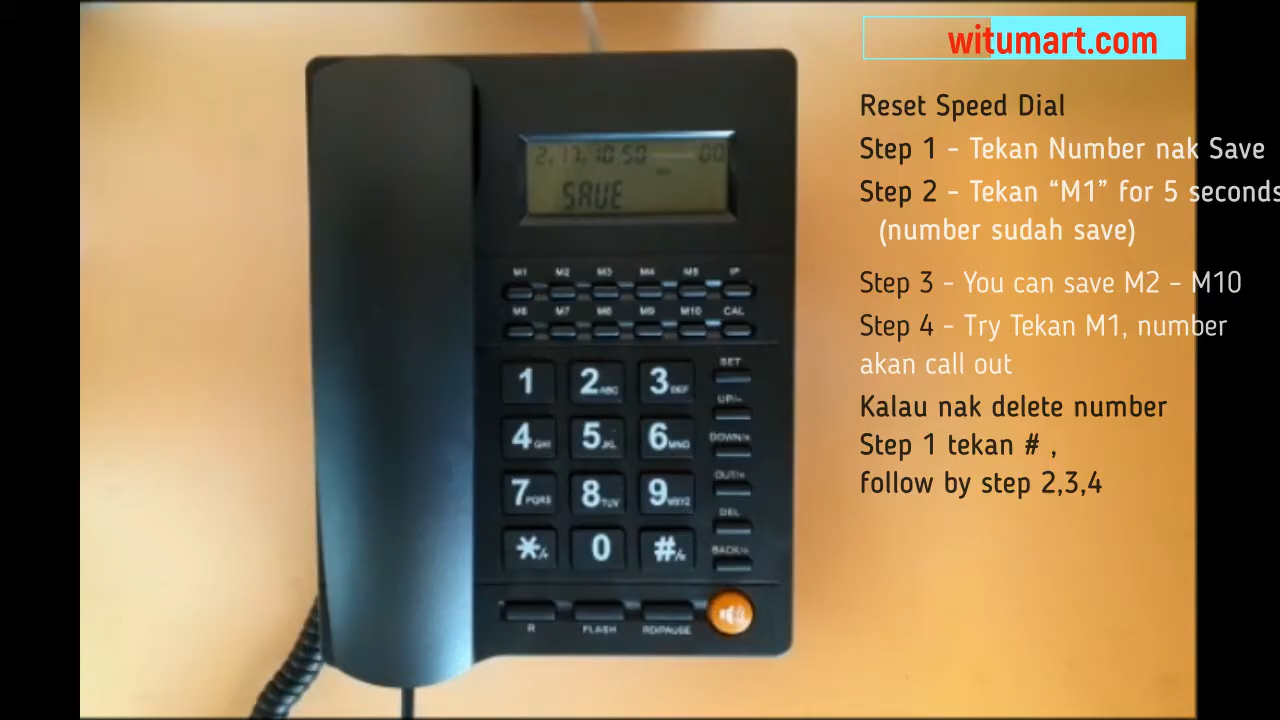 witumart.com
Reset Speed Dial
Step 1 - Tekan Number nak Save
Step 2 - Tekan “M1” for 5 seconds
(number sudah save)
Step 3 - You can save M2 - M10
Step 4 - Try Tekan M1, number
akan call out
Kalau nak delete number
Step 1 tekan # ,
follow by step 2,3,4
SAVE
M1 M2 M3 M4 M5 IP
M6 M7 M8 M9 M10 CAL
1 2 ABC 3 DEF
4 GHI 5 JKL 6 MNO
7 PQRS 8 TUV 9 WXYZ
* 0 #
SET
UP/-
DOWN/
OUT/
DEL
BACK/
R FLASH RD/PAUSE